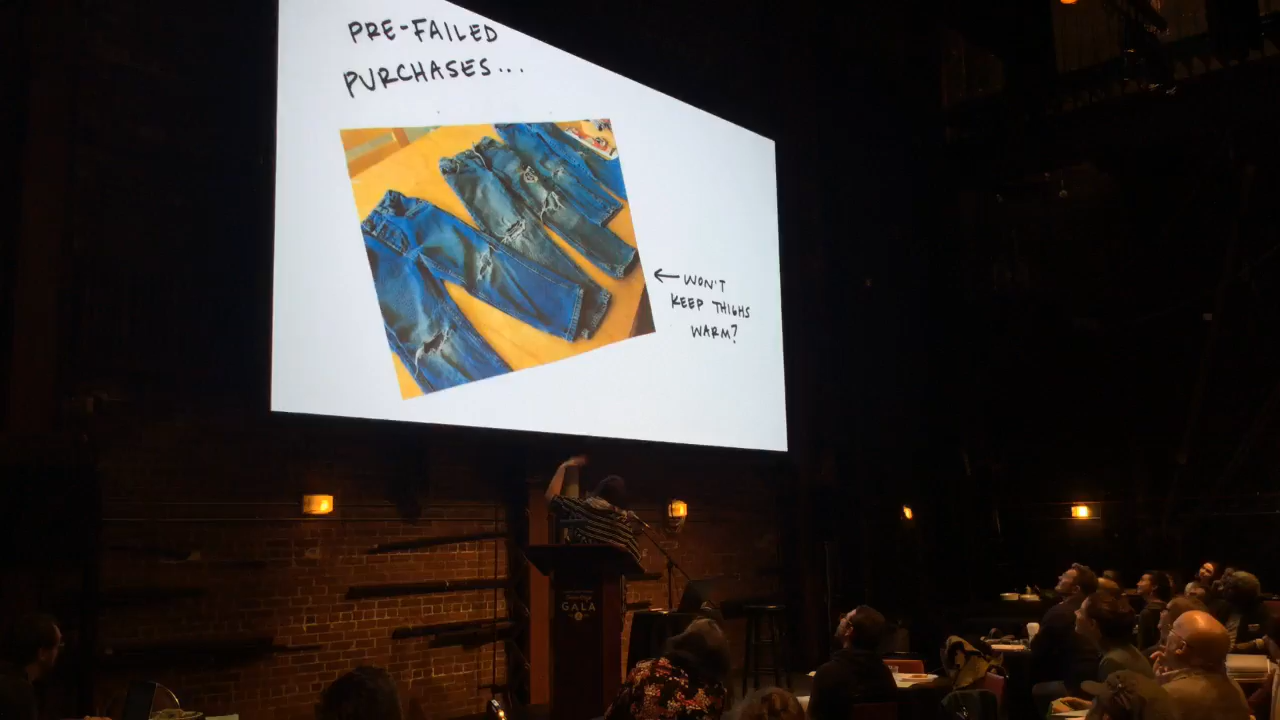 PRE-FAILED
PURCHASES...
← WON'T
KEEP THIGHS
WARM?
GALA